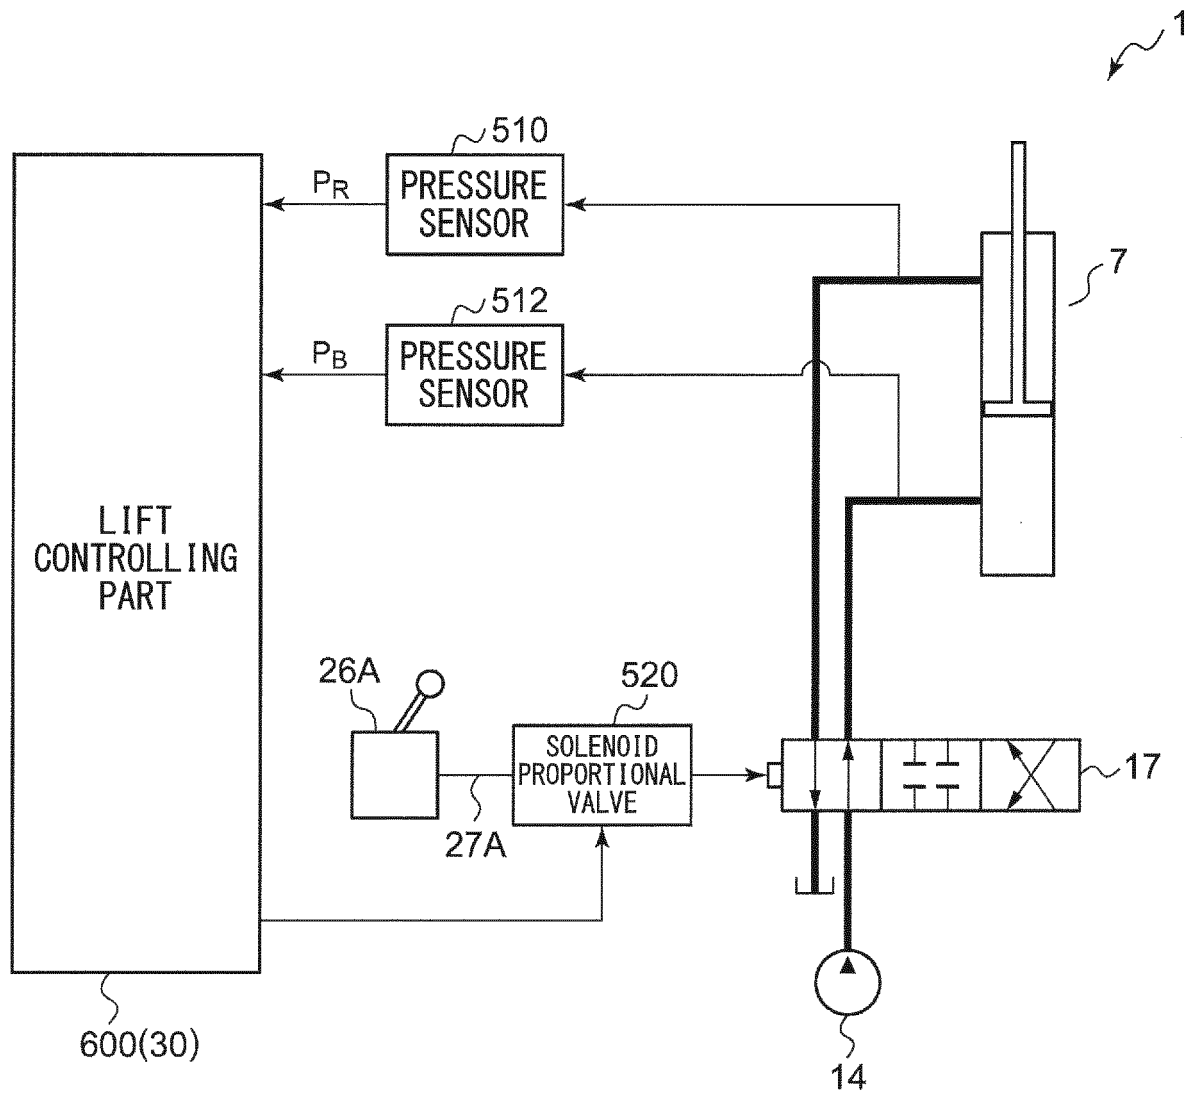 1
510
PRESSURE
SENSOR
PR
7
512
PRESSURE
SENSOR
PB
LIFT
CONTROLLING
PART
26A
520
SOLENOID
PROPORTIONAL
VALVE
17
27A
600(30)
14